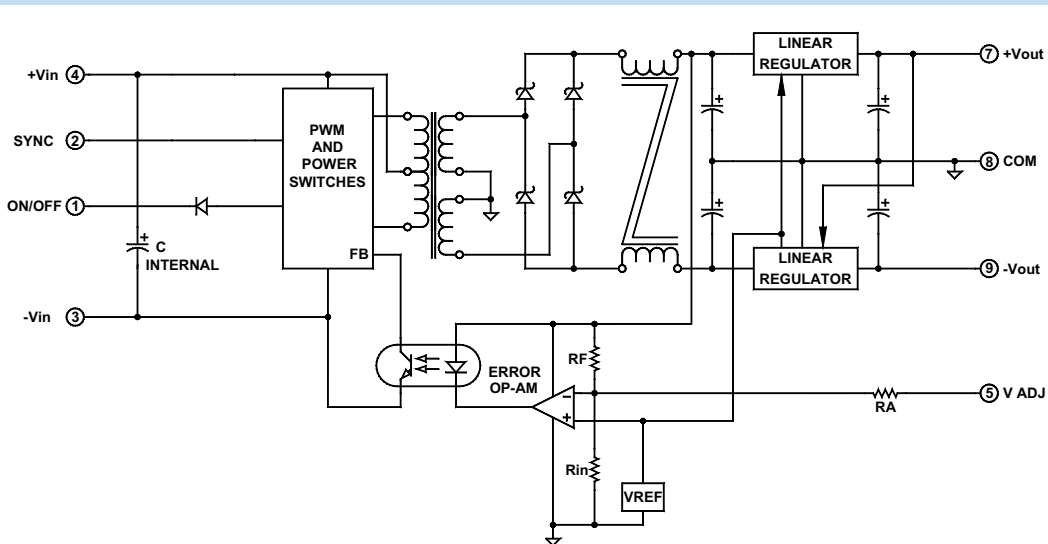 LINEAR
REGULATOR
7 +Vout
+Vin 4
PWM
AND
POWER
SWITCHES
SYNC 2
8 COM
ON/OFF 1
+
+
+
+
+ C
INTERNAL
FB
LINEAR
REGULATOR
9 -Vout
-Vin 3
RF
ERROR
OP-AM
−
+
5 V ADJ
RA
Rin
VREF